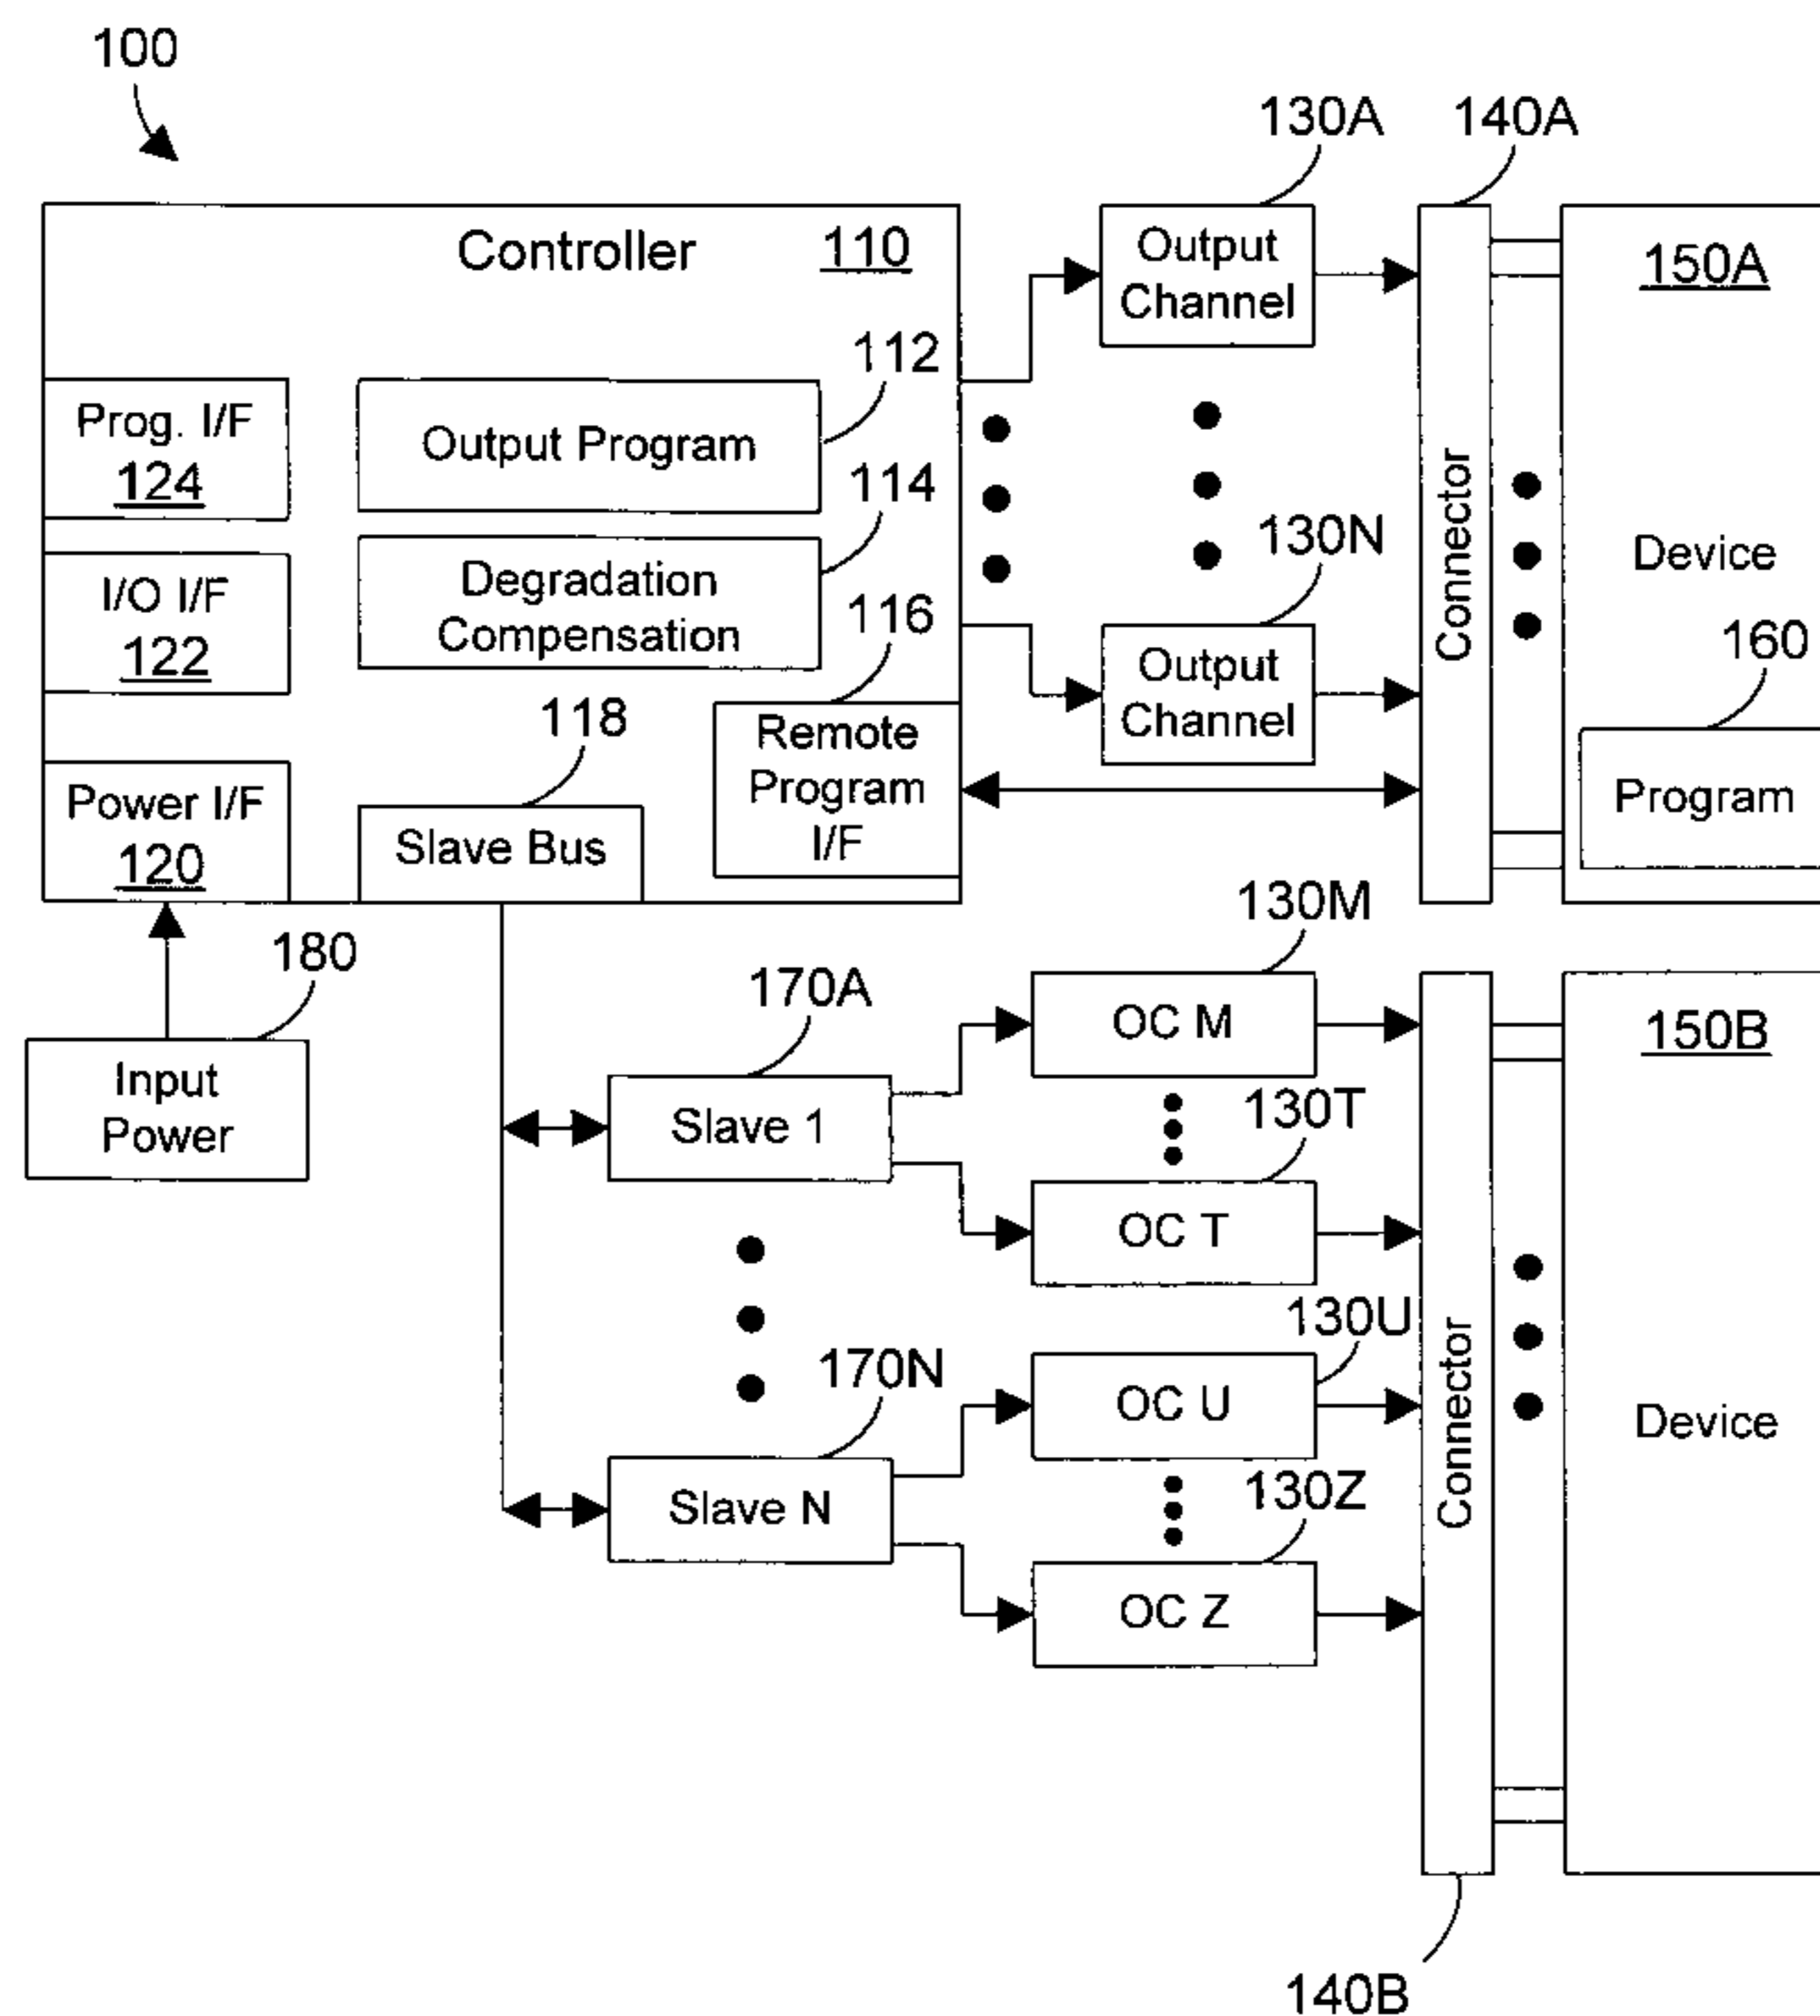 100
130A
140A
Controller
110
Output
Channel
150A
112
Prog. I/F
124
Output Program
114
130N
Connector
Device
I/O I/F
122
Degradation
Compensation
116
Output
Channel
160
118
Remote
Program
I/F
Program
Power I/F
120
Slave Bus
130M
180
170A
OC M
150B
Input
Power
Slave 1
130T
OC T
130U
170N
OC U
Connector
Device
Slave N
130Z
OC Z
140B